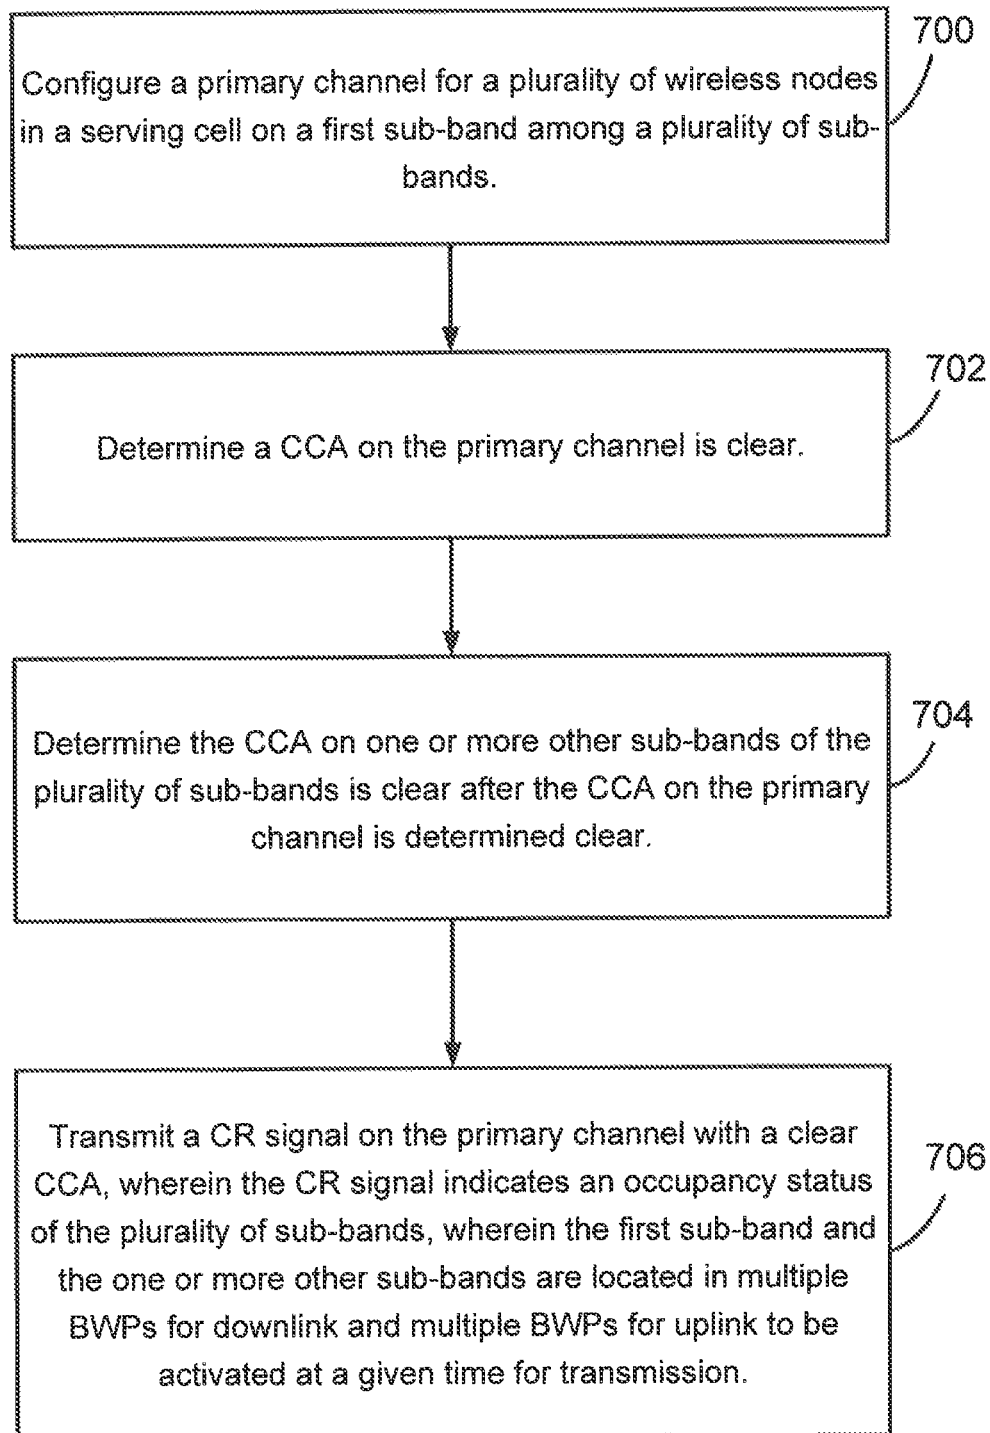 700
Configure a primary channel for a plurality of wireless nodes
in a serving cell on a first sub-band among a plurality of sub-
bands.
702
Determine a CCA on the primary channel is clear.
704
Determine the CCA on one or more other sub-bands of the
plurality of sub-bands is clear after the CCA on the primary
channel is determined clear.
706
Transmit a CR signal on the primary channel with a clear
CCA, wherein the CR signal indicates an occupancy status
of the plurality of sub-bands, wherein the first sub-band and
the one or more other sub-bands are located in multiple
BWPs for downlink and multiple BWPs for uplink to be
activated at a given time for transmission.